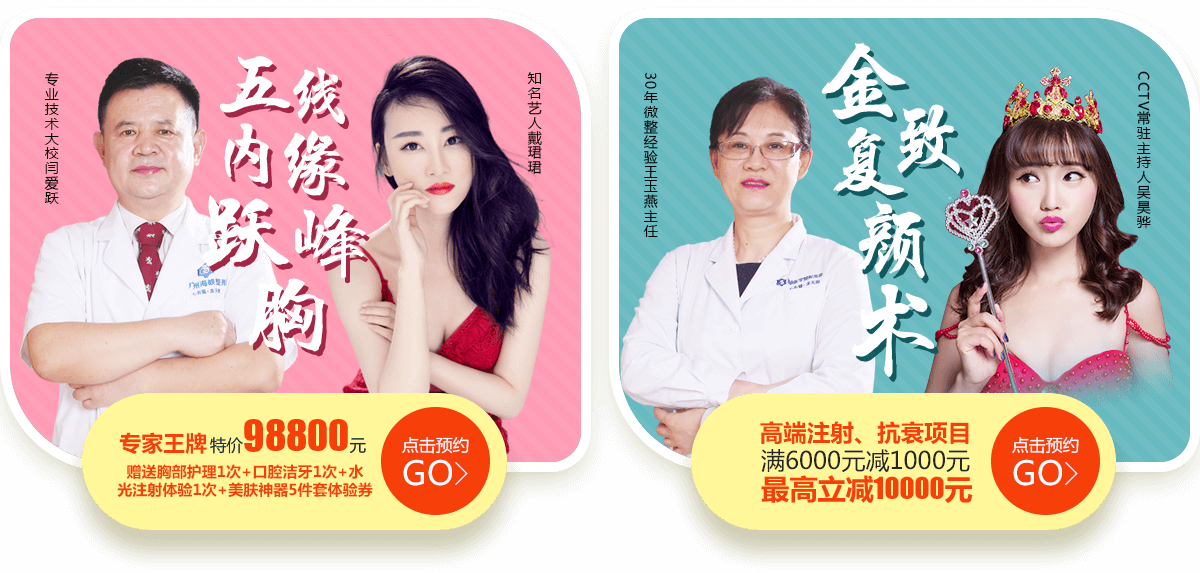 专业技术大校闫爱跃
五线
内缘
跃峰
胸
知名艺人戴珺珺
专家王牌 特价98800元
赠送胸部护理1次+口腔洁牙1次+水
光注射体验1次+美肤神器5件套体验券
点击预约
GO>
30年微整经验王玉燕主任
金致
复
颜
术
CCTV常驻主持人吴昊骅
高端注射、抗衰项目
满6000元减1000元
最高立减10000元
点击预约
GO>